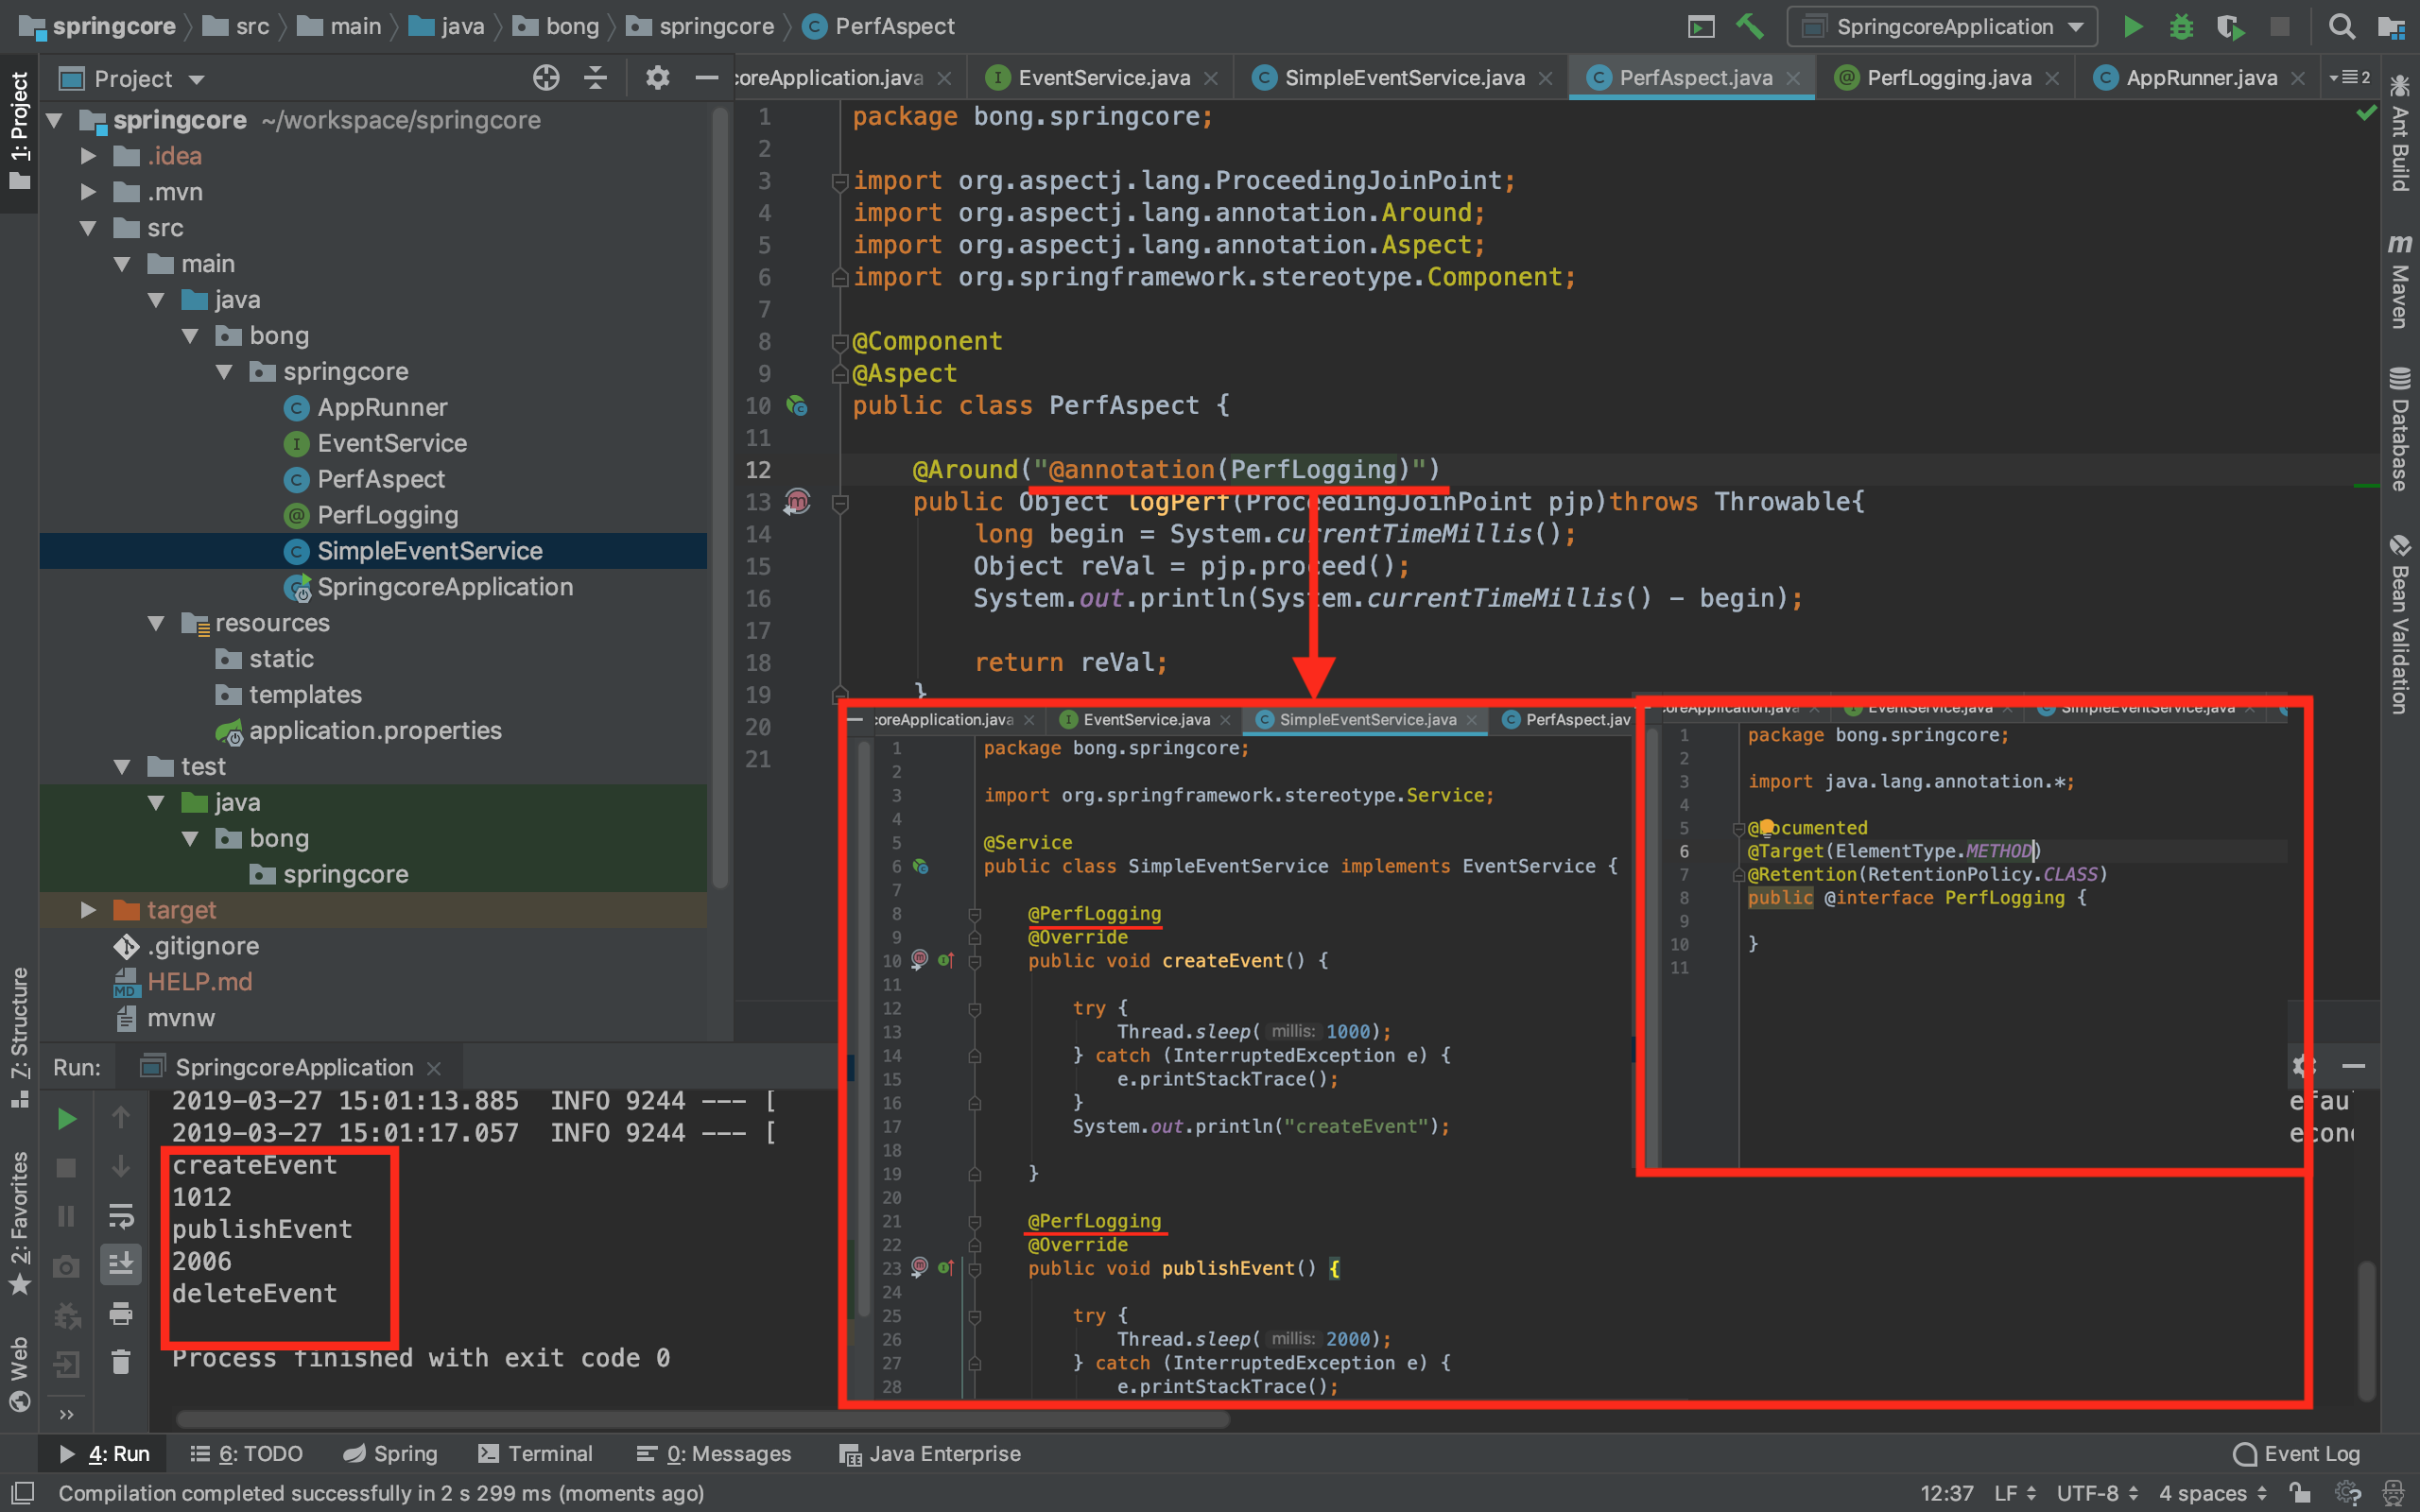 springcore src main java bong springcore PerfAspect
SpringcoreApplication
1: Project
Project
coreApplication.java EventService.java SimpleEventService.java PerfAspect.java PerfLogging.java AppRunner.java 2
springcore ~/workspace/springcore
.idea
.mvn
src
main
java
bong
springcore
AppRunner
EventService
PerfAspect
PerfLogging
SimpleEventService
SpringcoreApplication
resources
static
templates
application.properties
test
java
bong
springcore
target
.gitignore
HELP.md
mvnw
1 package bong.springcore;
2
3 import org.aspectj.lang.ProceedingJoinPoint;
4 import org.aspectj.lang.annotation.Around;
5 import org.aspectj.lang.annotation.Aspect;
6 import org.springframework.stereotype.Component;
7
8 @Component
9 @Aspect
10 public class PerfAspect {
11
12 @Around("@annotation(PerfLogging)")
13 public Object logPerf(ProceedingJoinPoint pjp)throws Throwable{
14 long begin = System.currentTimeMillis();
15 Object reVal = pjp.proceed();
16 System.out.println(System.currentTimeMillis() - begin);
17
18 return reVal;
19 }
20
21
coreApplication.java EventService.java SimpleEventService.java PerfAspect.jav
1 package bong.springcore;
2
3 import org.springframework.stereotype.Service;
4
5 @Service
6 public class SimpleEventService implements EventService {
7
8 @PerfLogging
9 @Override
10 public void createEvent() {
11
12 try {
13 Thread.sleep( millis: 1000);
14 } catch (InterruptedException e) {
15 e.printStackTrace();
16 }
17 System.out.println("createEvent");
18
19 }
20
21 @PerfLogging
22 @Override
23 public void publishEvent() {
24
25 try {
26 Thread.sleep( millis: 2000);
27 } catch (InterruptedException e) {
28 e.printStackTrace();
coreApplication.java EventService.java SimpleEventService.java
1 package bong.springcore;
2
3 import java.lang.annotation.*;
4
5 @Documented
6 @Target(ElementType.METHOD)
7 @Retention(RetentionPolicy.CLASS)
8 public @interface PerfLogging {
9
10 }
11
Ant Build
Maven
Database
Bean Validation
7: Structure
2: Favorites
Web
Run: SpringcoreApplication
2019-03-27 15:01:13.885 INFO 9244 --- [ efau
2019-03-27 15:01:17.057 INFO 9244 --- [ econ
createEvent
1012
publishEvent
2006
deleteEvent
Process finished with exit code 0
4: Run 6: TODO Spring Terminal 0: Messages Java Enterprise Event Log
Compilation completed successfully in 2 s 299 ms (moments ago) 12:37 LF UTF-8 4 spaces